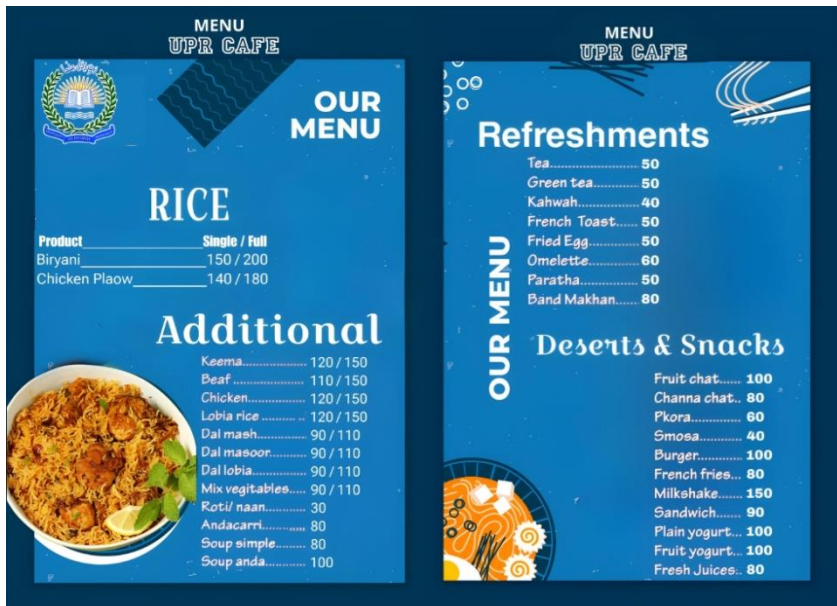 MENU
UPR CAFE
OUR
MENU
RICE
Product Single / Full
Biryani 150 / 200
Chicken Plaow 140 / 180
Additional
Keema 120 / 150
Beaf 110 / 150
Chicken 120 / 150
Lobia rice 120 / 150
Dal mash 90 / 110
Dal masoor 90 / 110
Dal lobia 90 / 110
Mix vegitables 90 / 110
Roti/ naan 30
Andacarri 80
Soup simple 80
Soup anda 100
MENU
UPR CAFE
Refreshments
Tea 50
Green tea 50
Kahwah 40
French Toast 50
Fried Egg 50
Omelette 60
Paratha 50
Band Makhan 80
OUR MENU
Deserts & Snacks
Fruit chat 100
Channa chat 80
Pkora 60
Smosa 40
Burger 100
French fries 80
Milkshake 150
Sandwich 90
Plain yogurt 100
Fruit yogurt 100
Fresh Juices 80